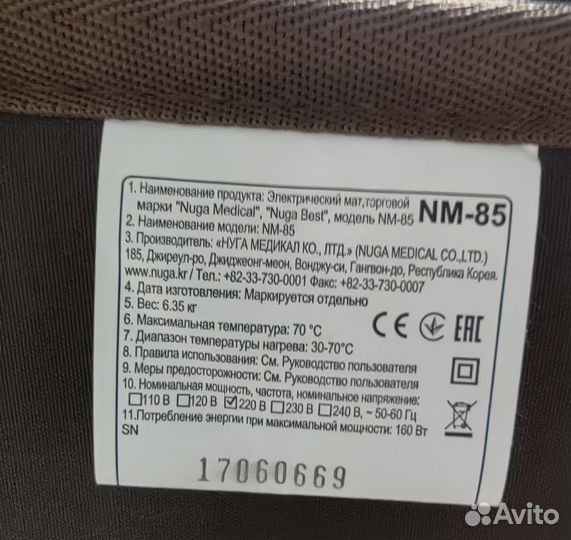 1. Наименование продукта: Электрический мат,торговой
марки "Nuga Medical", "Nuga Best", модель NM-85
NM-85
2. Наименование модели: NM-85
3. Производитель: «НУГА МЕДИКАЛ КО., ЛТД.» (NUGA MEDICAL CO.,LTD.)
185, Джиреул-ро, Джиджеонг-меон, Вонджу-си, Гангвон-до, Республика Корея.
www.nuga.kr / Тел.: +82-33-730-0001 Факс: +82-33-730-0007
4. Дата изготовления: Маркируется отдельно
5. Вес: 6.35 кг
6. Максимальная температура: 70 °C
7. Диапазон температуры нагрева: 30-70°C
CE EAC
8. Правила использования: См. Руководство пользователя
9. Меры предосторожности: См. Руководство пользователя
10. Номинальная мощность, частота, номинальное напряжение:
☐110 В ☐120 В ☑220 В ☐230 В ☐240 В, ~ 50-60 Гц
11.Потребление энергии при максимальной мощности: 160 Вт
SN
17060669
Avito